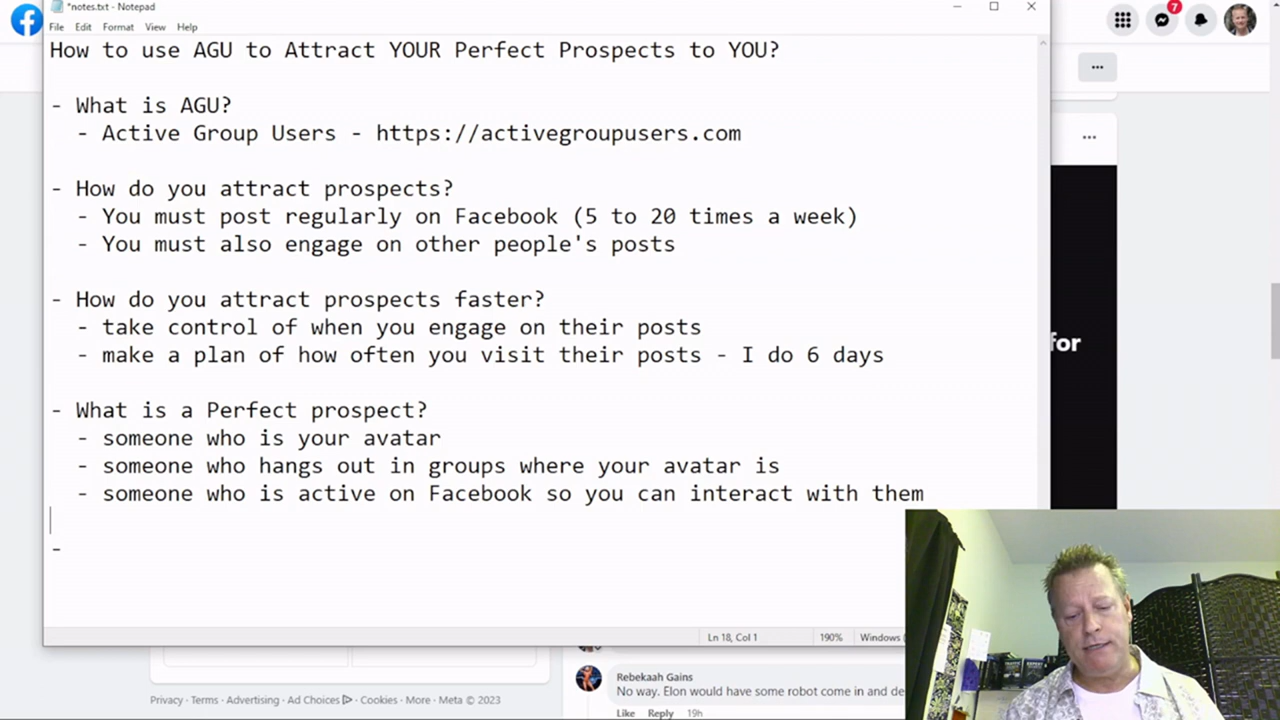 *notes.txt - Notepad
7
File Edit Format View Help
How to use AGU to Attract YOUR Perfect Prospects to YOU?
- What is AGU?
- Active Group Users - https://activegroupusers.com
- How do you attract prospects?
- You must post regularly on Facebook (5 to 20 times a week)
- You must also engage on other people's posts
- How do you attract prospects faster?
- take control of when you engage on their posts
- make a plan of how often you visit their posts - I do 6 days
for
- What is a Perfect prospect?
- someone who is your avatar
- someone who hangs out in groups where your avatar is
- someone who is active on Facebook so you can interact with them
-
Ln 18, Col 1 190% Windows (
Rebekaah Gains
No way. Elon would have some robot come in and de
Like Reply 19h
Privacy · Terms · Advertising · Ad Choices · Cookies · More · Meta © 2023